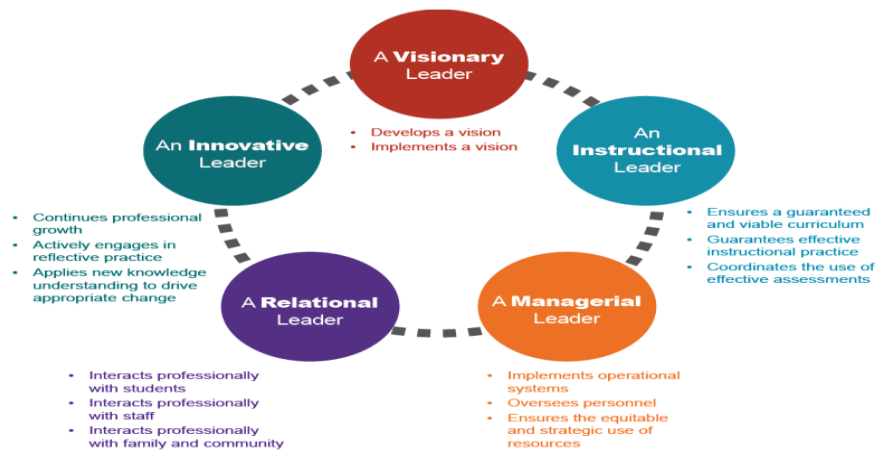 A Visionary
Leader
• Develops a vision
• Implements a vision
An
Instructional
Leader
• Ensures a guaranteed
and viable curriculum
• Guarantees effective
instructional practice
• Coordinates the use of
effective assessments
A Managerial
Leader
• Implements operational
systems
• Oversees personnel
• Ensures the equitable
and strategic use of
resources
A Relational
Leader
• Interacts professionally
with students
• Interacts professionally
with staff
• Interacts professionally
with family and community
An Innovative
Leader
• Continues professional
growth
• Actively engages in
reflective practice
• Applies new knowledge
understanding to drive
appropriate change